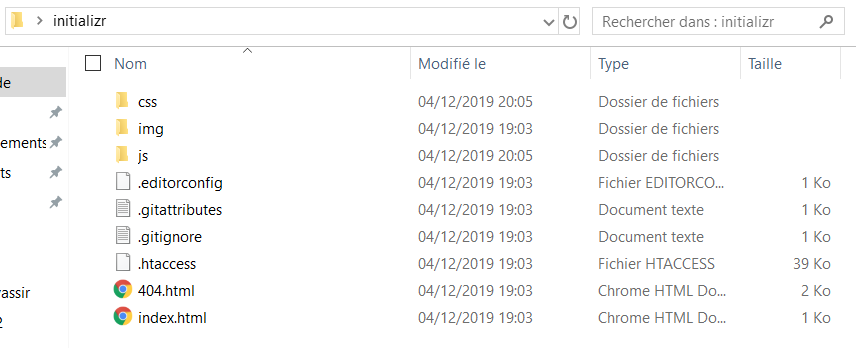 initializr
Rechercher dans : initializr
Nom Modifié le Type Taille
css 04/12/2019 20:05 Dossier de fichiers
img 04/12/2019 19:03 Dossier de fichiers
js 04/12/2019 20:05 Dossier de fichiers
.editorconfig 04/12/2019 19:03 Fichier EDITORCO... 1 Ko
.gitattributes 04/12/2019 19:03 Document texte 1 Ko
.gitignore 04/12/2019 19:03 Document texte 1 Ko
.htaccess 04/12/2019 19:03 Fichier HTACCESS 39 Ko
404.html 04/12/2019 19:03 Chrome HTML Do... 2 Ko
index.html 04/12/2019 19:03 Chrome HTML Do... 1 Ko
de
ements
ts
assir
2